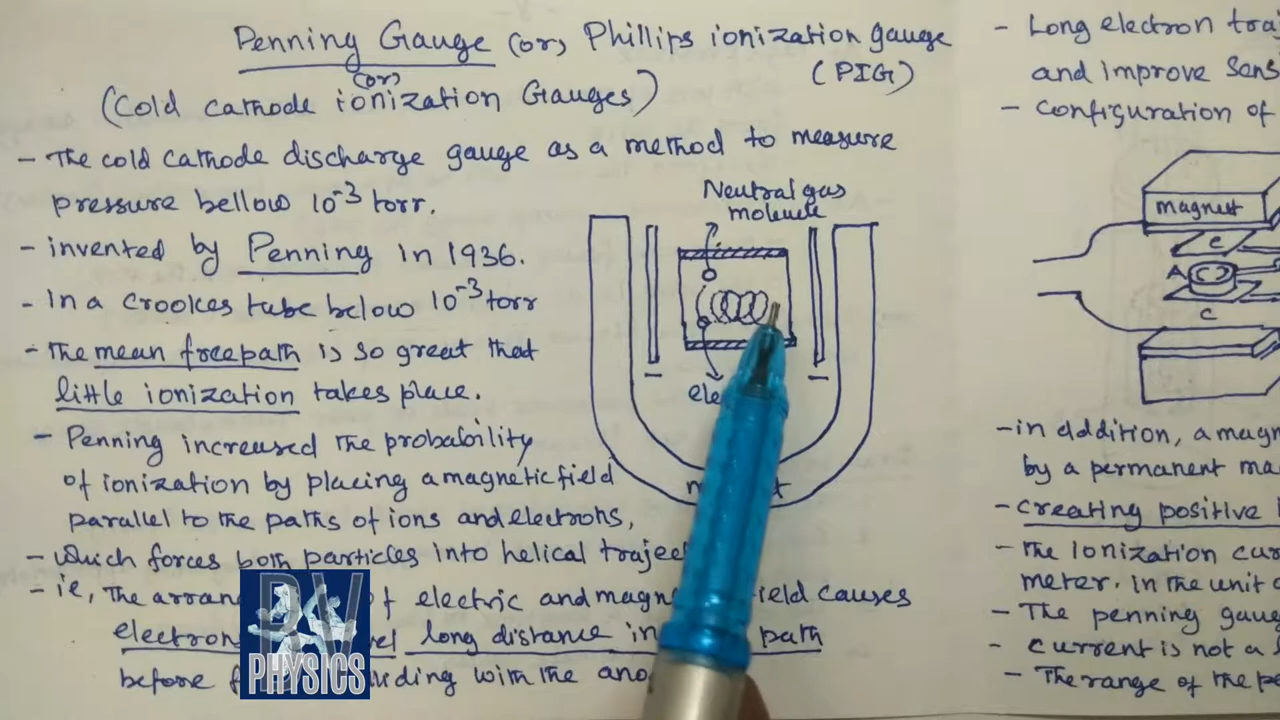 Penning Gauge (or) Phillips ionization gauge
(or) (PIG)
(Cold cathode ionization Gauges)
- The cold cathode discharge gauge as a method to measure
pressure bellow 10⁻³ torr.
- invented by Penning in 1936.
- In a crookes tube below 10⁻³ torr
- The mean free path is so great that
little ionization takes place.
- Penning increased the probability
of ionization by placing a magnetic field
parallel to the paths of ions and electrons,
- which forces both particles into helical
- ie, The of electric and causes
long distance in path
before with the
Neutral gas
molecule
- Long electron
and improve
- Configuration of
magnet
C
A
C
- in addition, a
by a permanent
- creating positive
- The Ionization
meter. in the unit
- The penning
- current is not a
- The range of the
RV
PHYSICS